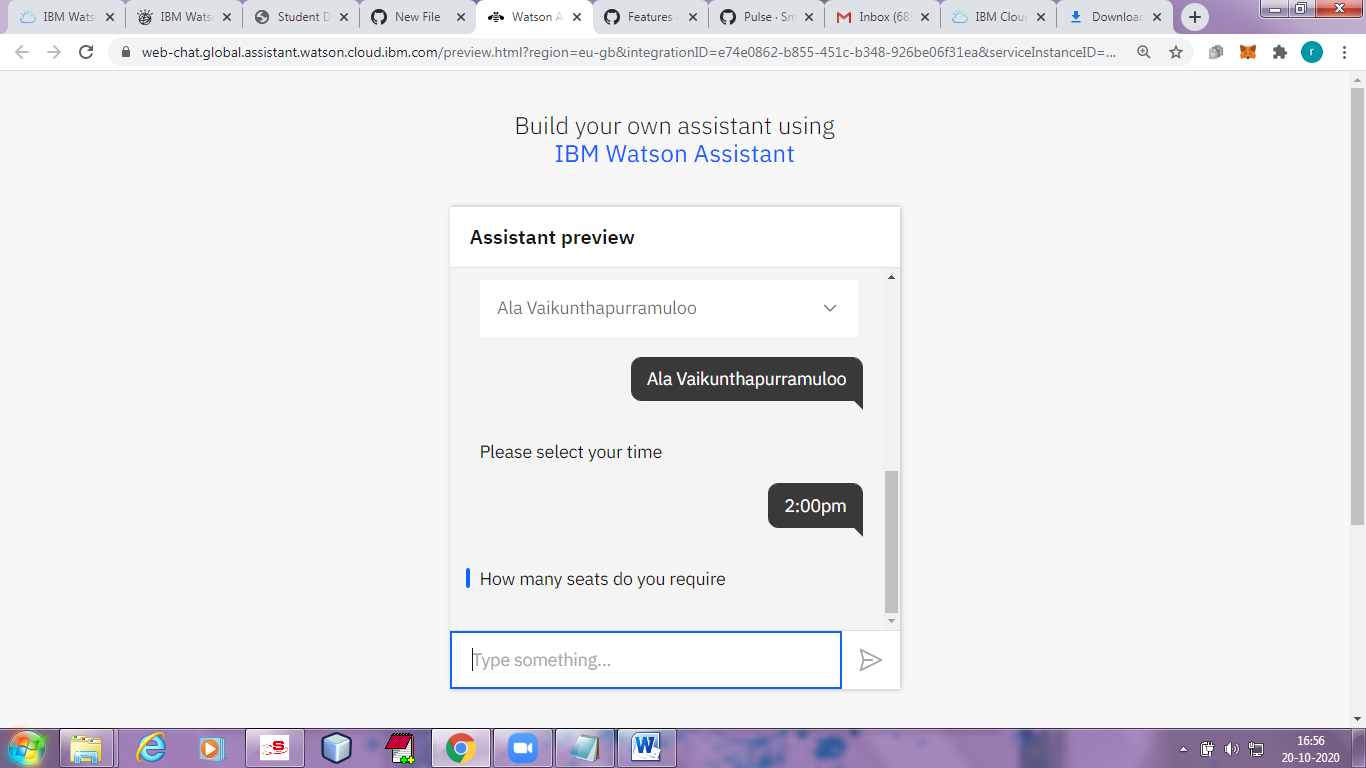 IBM Wats
IBM Wats
Student D
New File
Watson A
Features
Pulse · Sm
Inbox (68
IBM Clou
Downloac
web-chat.global.assistant.watson.cloud.ibm.com/preview.html?region=eu-gb&integrationID=e74e0862-b855-451c-b348-926be06f31ea&serviceInstanceID=...
r
Build your own assistant using
IBM Watson Assistant
Assistant preview
Ala Vaikunthapurramuloo
Ala Vaikunthapurramuloo
Please select your time
2:00pm
How many seats do you require
Type something...
16:56
20-10-2020